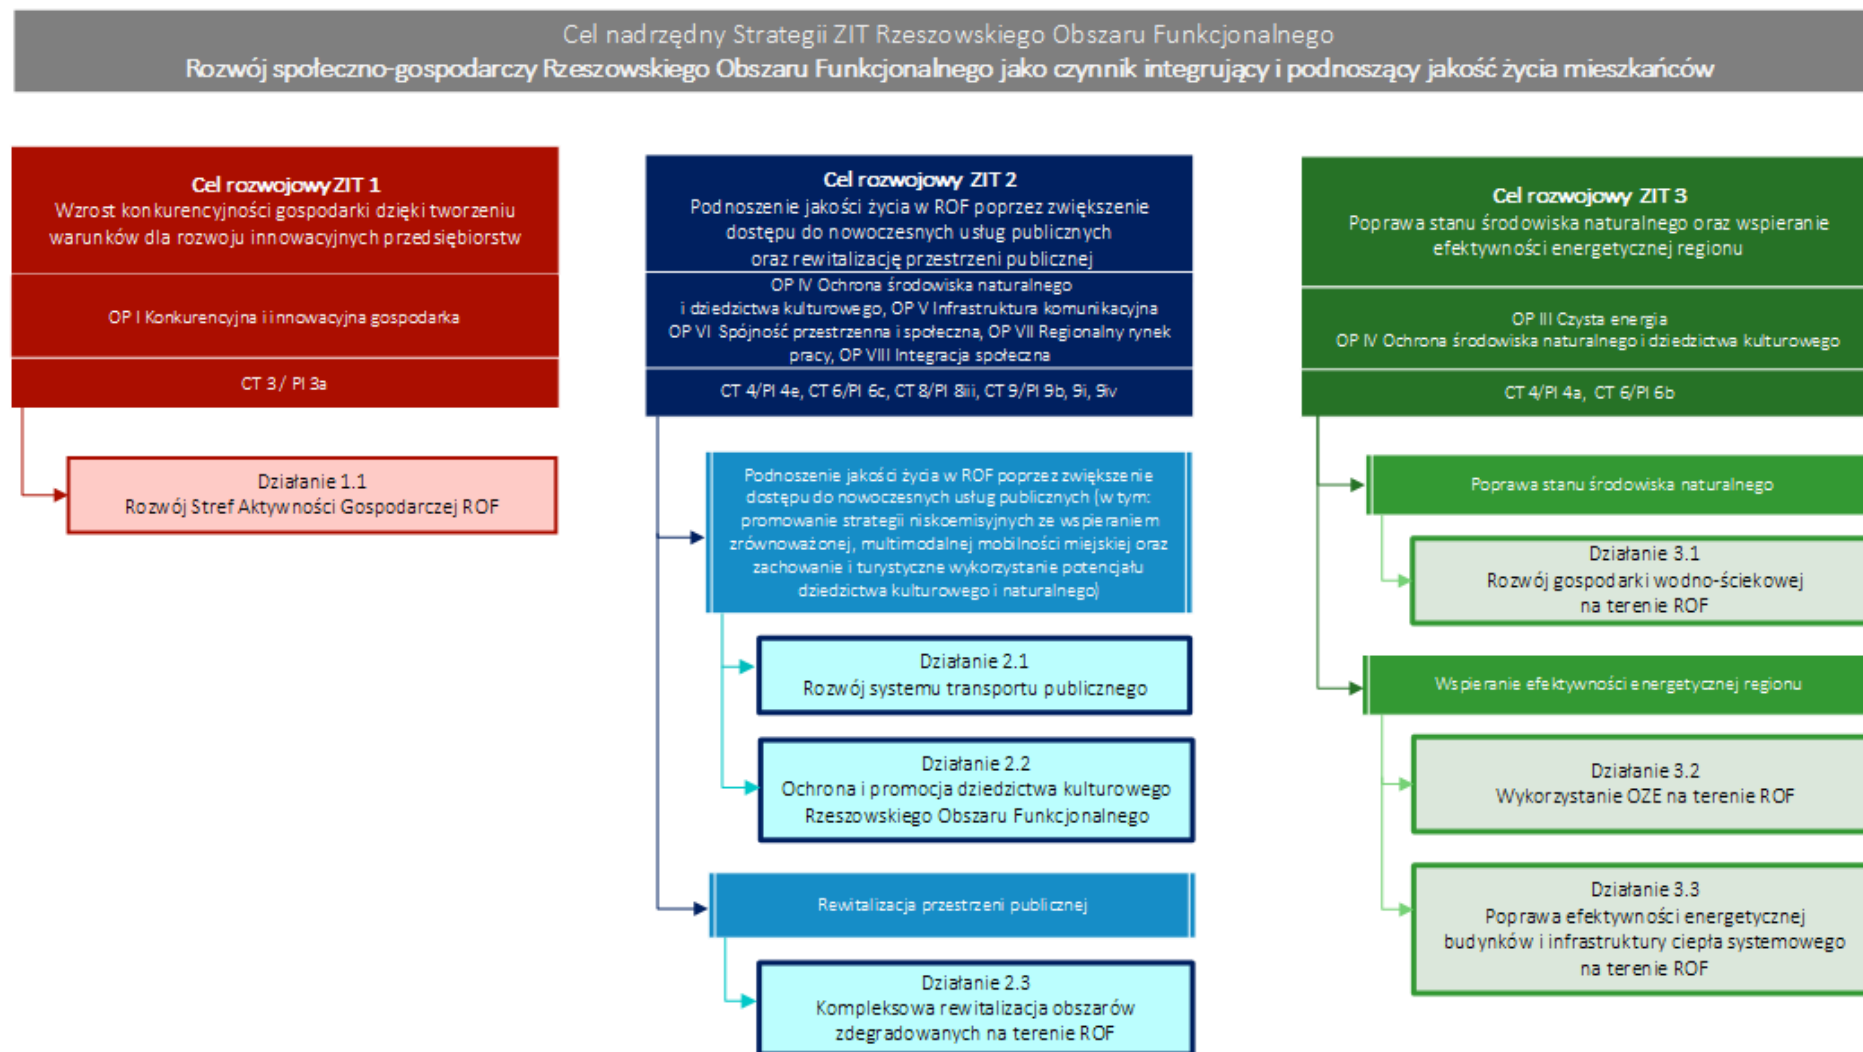 Cel nadrzędny Strategii ZIT Rzeszowskiego Obszaru Funkcjonalnego
Rozwój społeczno-gospodarczy Rzeszowskiego Obszaru Funkcjonalnego jako czynnik integrujący i podnoszący jakość życia mieszkańców
Cel rozwojowy ZIT 1
Wzrost konkurencyjności gospodarki dzięki tworzeniu
warunków dla rozwoju innowacyjnych przedsiębiorstw
OP I Konkurencyjna i innowacyjna gospodarka
CT 3 / PI 3a
Działanie 1.1
Rozwój Stref Aktywności Gospodarczej ROF
Cel rozwojowy ZIT 2
Podnoszenie jakości życia w ROF poprzez zwiększenie
dostępu do nowoczesnych usług publicznych
oraz rewitalizację przestrzeni publicznej
OP IV Ochrona środowiska naturalnego
i dziedzictwa kulturowego, OP V Infrastruktura komunikacyjna
OP VI Spójność przestrzenna i społeczna, OP VII Regionalny rynek
pracy, OP VIII Integracja społeczna
CT 4/PI 4e, CT 6/PI 6c, CT 8/PI 8iii, CT 9/PI 9b, 9i, 9iv
Podnoszenie jakości życia w ROF poprzez zwiększenie
dostępu do nowoczesnych usług publicznych (w tym:
promowanie strategii niskoemisyjnych ze wspieraniem
zrównoważonej, multimodalnej mobilności miejskiej oraz
zachowanie i turystyczne wykorzystanie potencjału
dziedzictwa kulturowego i naturalnego)
Działanie 2.1
Rozwój systemu transportu publicznego
Działanie 2.2
Ochrona i promocja dziedzictwa kulturowego
Rzeszowskiego Obszaru Funkcjonalnego
Rewitalizacja przestrzeni publicznej
Działanie 2.3
Kompleksowa rewitalizacja obszarów
zdegradowanych na terenie ROF
Cel rozwojowy ZIT 3
Poprawa stanu środowiska naturalnego oraz wspieranie
efektywności energetycznej regionu
OP III Czysta energia
OP IV Ochrona środowiska naturalnego i dziedzictwa kulturowego
CT 4/PI 4a, CT 6/PI 6b
Poprawa stanu środowiska naturalnego
Działanie 3.1
Rozwój gospodarki wodno-ściekowej
na terenie ROF
Wspieranie efektywności energetycznej regionu
Działanie 3.2
Wykorzystanie OZE na terenie ROF
Działanie 3.3
Poprawa efektywności energetycznej
budynków i infrastruktury ciepła systemowego
na terenie ROF